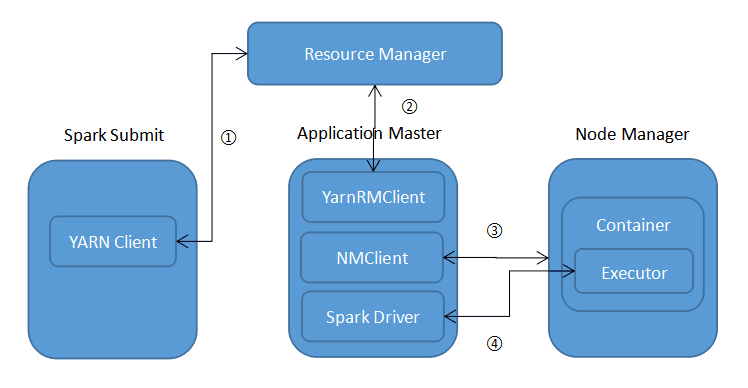 Resource Manager
①
②
Spark Submit
Application Master
Node Manager
YARN Client
YarnRMClient
NMClient
Spark Driver
③
④
Container
Executor